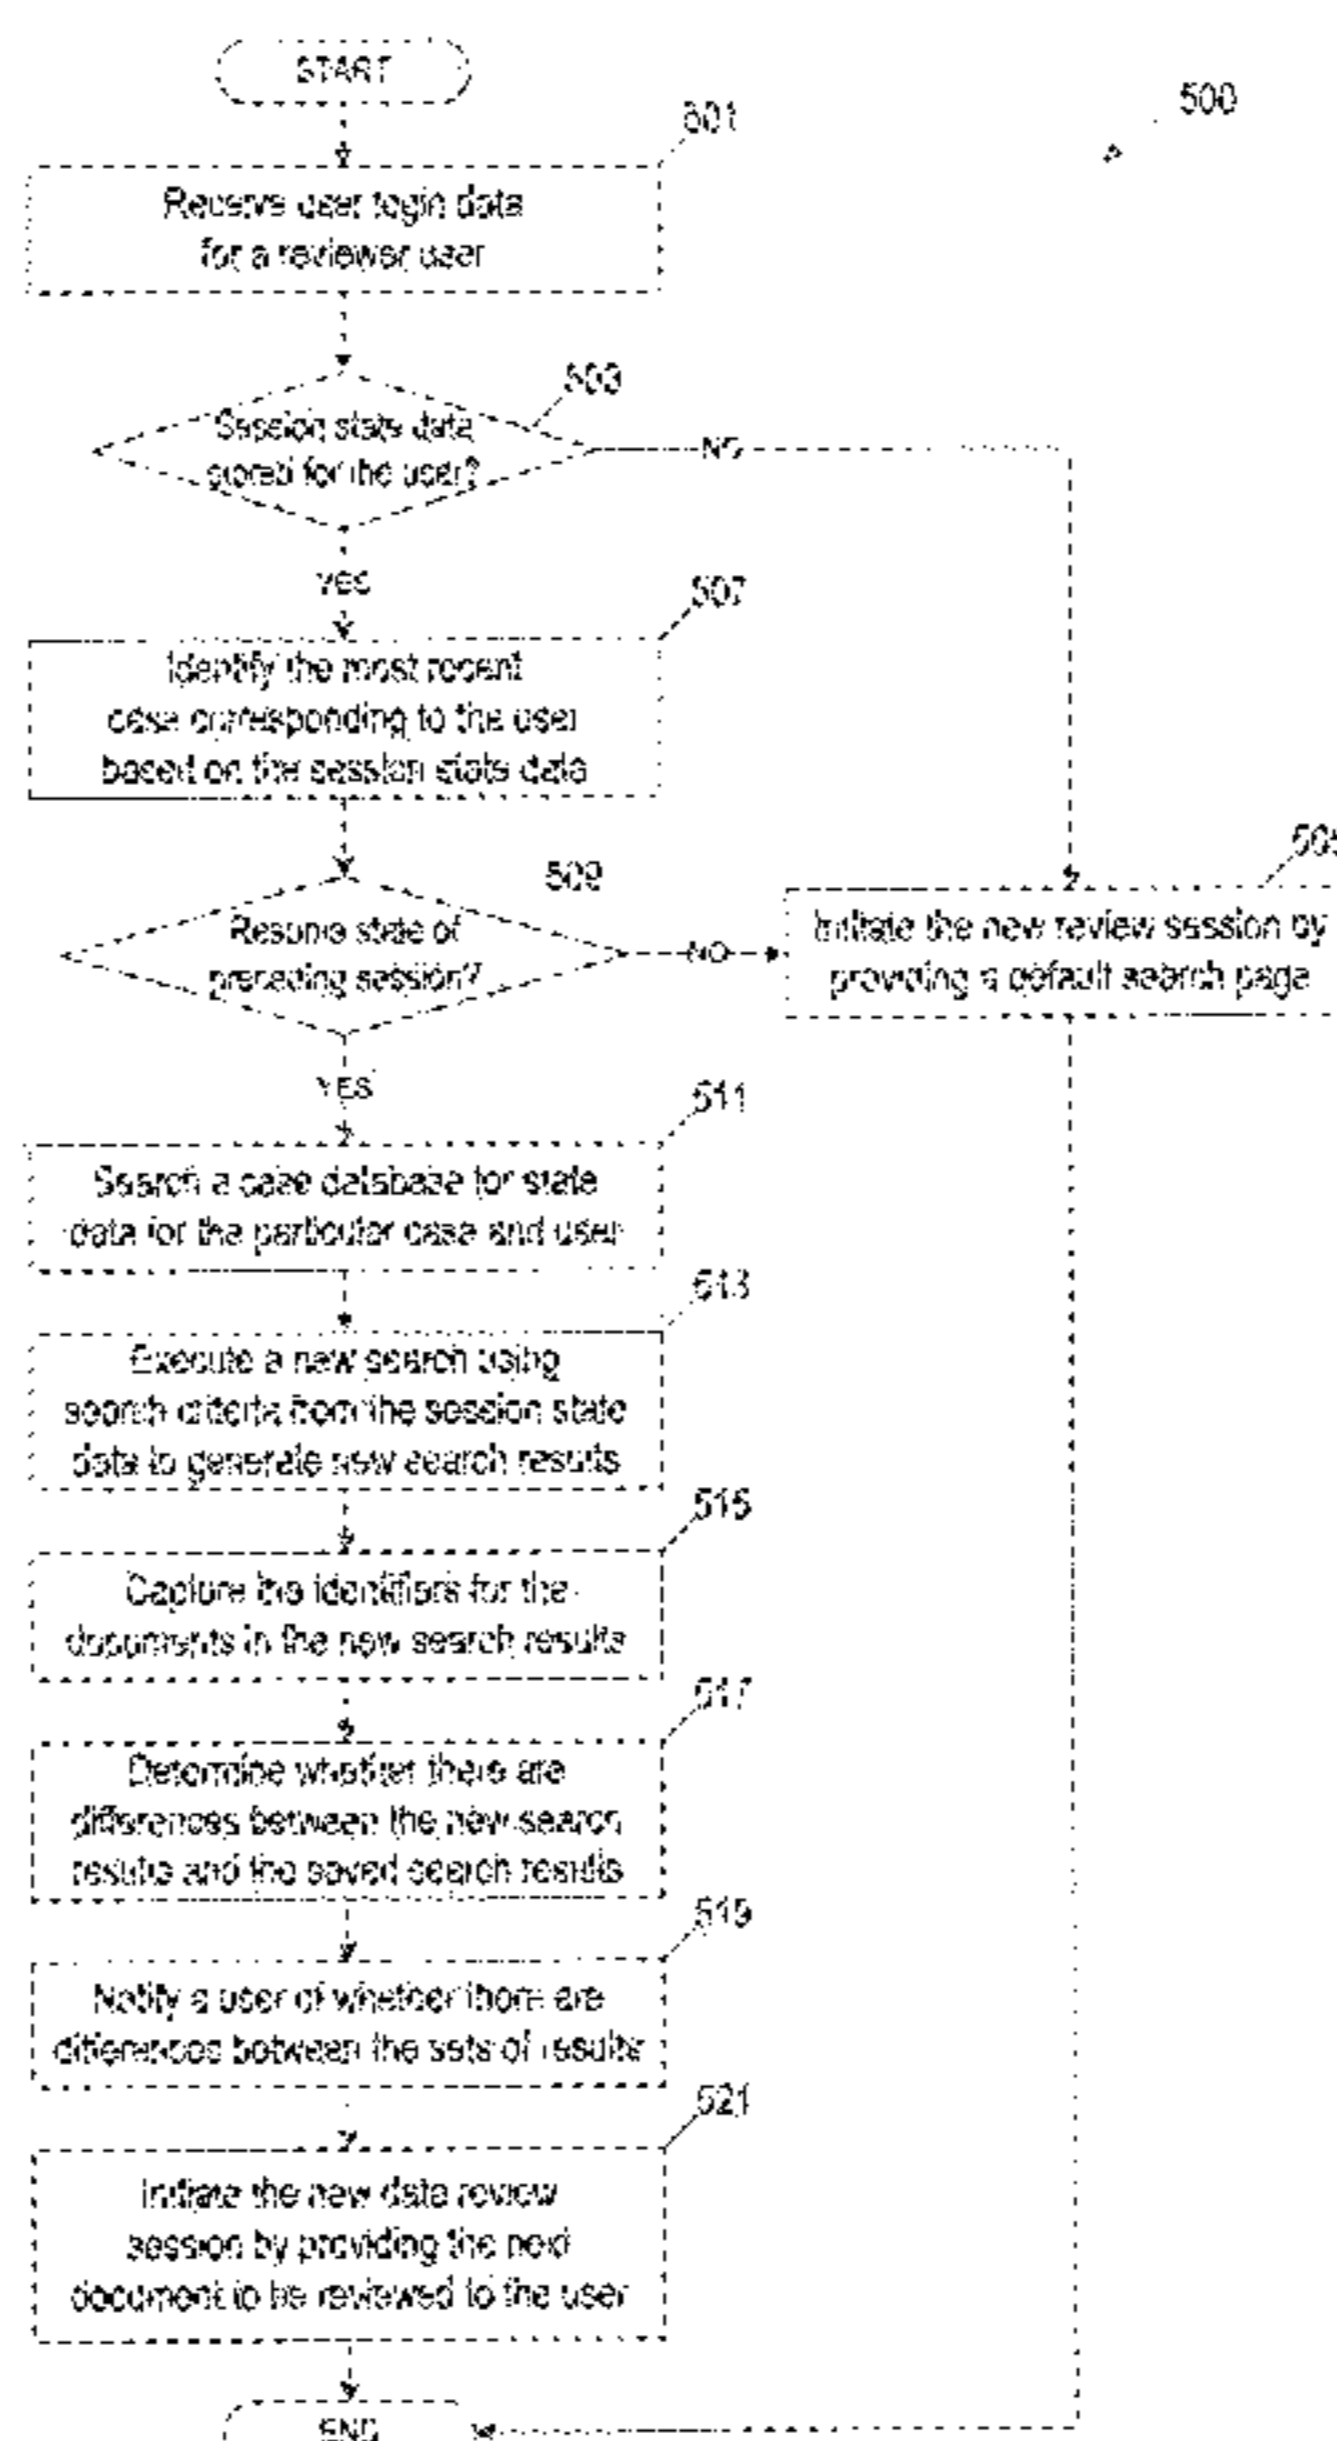 START
500
501
Receive user login data
for a reviewer user
503
Session state data
stored for the user?
NO
YES
507
Identify the most recent
case corresponding to the user
based on the session state data
509
Resume state of
preceding session?
NO
505
Initiate the new review session by
providing a default search page
YES
511
Search a case database for state
data for the particular case and user
513
Execute a new search using
search criteria from the session state
data to generate new search results
515
Capture the identifiers for the
documents in the new search results
517
Determine whether there are
differences between the new search
results and the saved search results
519
Notify a user of whether there are
differences between the sets of results
521
Initiate the new data review
session by providing the next
document to be reviewed to the user
END